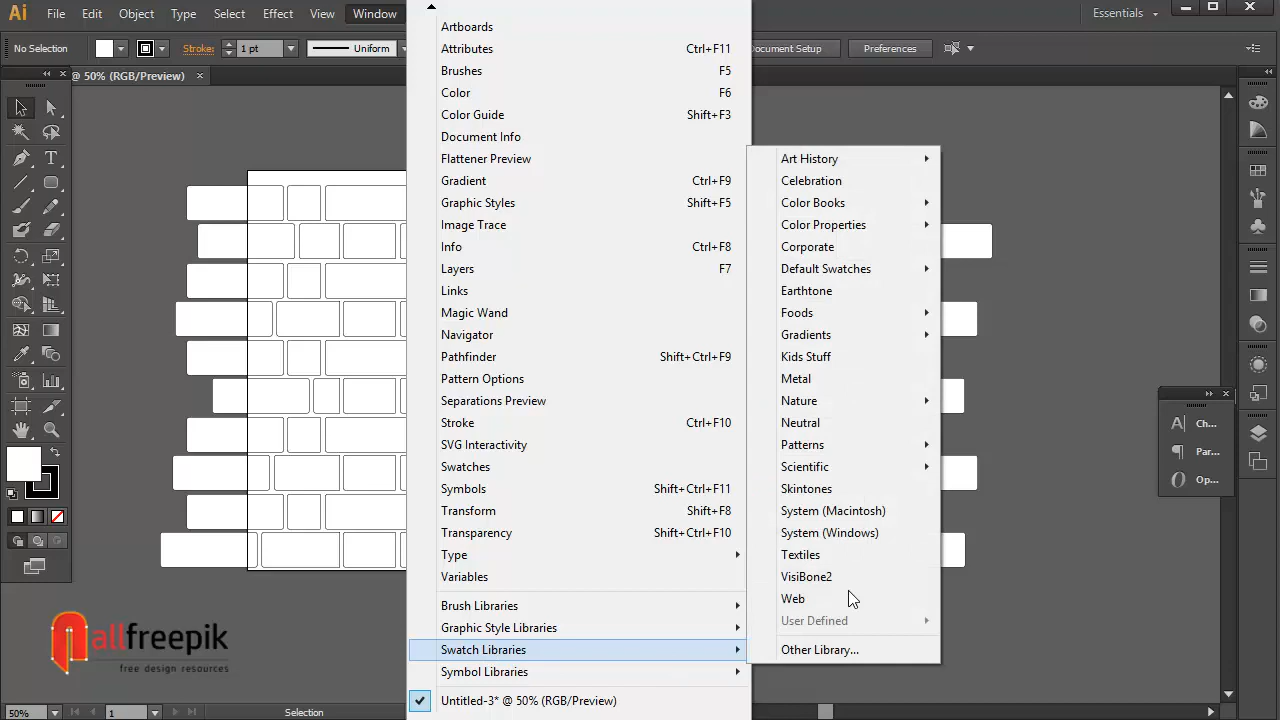 Ai File Edit Object Type Select Effect View Window Essentials
No Selection Stroke: 1 pt Uniform Document Setup Preferences
@ 50% (RGB/Preview)
Artboards
Attributes Ctrl+F11
Brushes F5
Color F6
Color Guide Shift+F3
Document Info
Flattener Preview
Gradient Ctrl+F9
Graphic Styles Shift+F5
Image Trace
Info Ctrl+F8
Layers F7
Links
Magic Wand
Navigator
Pathfinder Shift+Ctrl+F9
Pattern Options
Separations Preview
Stroke Ctrl+F10
SVG Interactivity
Swatches
Symbols Shift+Ctrl+F11
Transform Shift+F8
Transparency Shift+Ctrl+F10
Type
Variables
Brush Libraries
Graphic Style Libraries
Swatch Libraries
Symbol Libraries
Untitled-3* @ 50% (RGB/Preview)
Art History
Celebration
Color Books
Color Properties
Corporate
Default Swatches
Earthtone
Foods
Gradients
Kids Stuff
Metal
Nature
Neutral
Patterns
Scientific
Skintones
System (Macintosh)
System (Windows)
Textiles
VisiBone2
Web
User Defined
Other Library...
Ch...
Par...
Op...
allfreepik
free design resources
50% 1 Selection